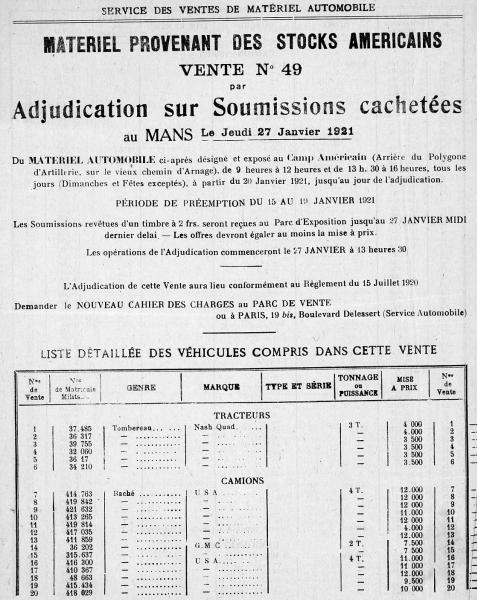 SERVICE DES VENTES DE MATÉRIEL AUTOMOBILE
MATERIEL PROVENANT DES STOCKS AMERICAINS
VENTE N° 49
par
Adjudication sur Soumissions cachetées
au MANS Le Jeudi 27 Janvier 1921
Du MATERIEL AUTOMOBILE ci-après désigné et exposé au Camp Américain (Arrière du Polygone
d'Artillerie, sur le vieux chemin d'Arnage), de 9 heures à 12 heures et de 13 h. 30 à 16 heures, tous les
jours (Dimanches et Fêtes exceptés), à partir du 20 Janvier 1921, jusqu'au jour de l'adjudication.
PÉRIODE DE PRÉEMPTION DU 15 AU 19 JANVIER 1921
Les Soumissions revêtues d'un timbre à 2 frs. seront reçues au Parc d'Exposition jusqu'au 27 JANVIER MIDI
dernier delai. — Les offres devront égaler au moins la mise à prix.
Les opérations de l'Adjudication commenceront le 27 JANVIER à 13 heures 30
L'Adjudication de cette Vente aura lieu conformément au Règlement du 15 Juillet 1920
Demander le NOUVEAU CAHIER DES CHARGES au PARC DE VENTE
ou à PARIS, 19 bis, Boulevard Delessert (Service Automobile)
LISTE DÉTAILLÉE DES VÉHICULES COMPRIS DANS CETTE VENTE
Nos de Vente Nos de Matricule Milit. GENRE MARQUE TYPE ET SÉRIE TONNAGE ou PUISSANCE MISE A PRIX Nos de Vente
TRACTEURS
1 37.485 Tombereau Nash Quad 3 T. 4 000 1
2 36 317 — — 4.000 2
3 39 755 — — 3 500 3
4 32 060 — — 3 500 4
5 36 17 — — 3 500 5
6 34 210 — — 3.500 6
CAMIONS
7 414 763 Baché U S A 4 T. 12 000 7
8 419 842 — — 12 000 8
9 421 632 — — 12 000 9
10 413 265 — — 11 000 10
11 419 814 — — 12 000 11
12 417 035 — — 4 000 12
13 411 859 — — 12 000 13
14 36 202 — G.M.C 2 T. 7 500 14
15 315.637 — — 7 500 15
16 416 300 — U S A 4 T. 11 000 16
17 410 367 — — 11 000 17
18 48 663 — — 12.000 18
19 415.434 — — 9.500 19
20 418 029 — — 10 000 20